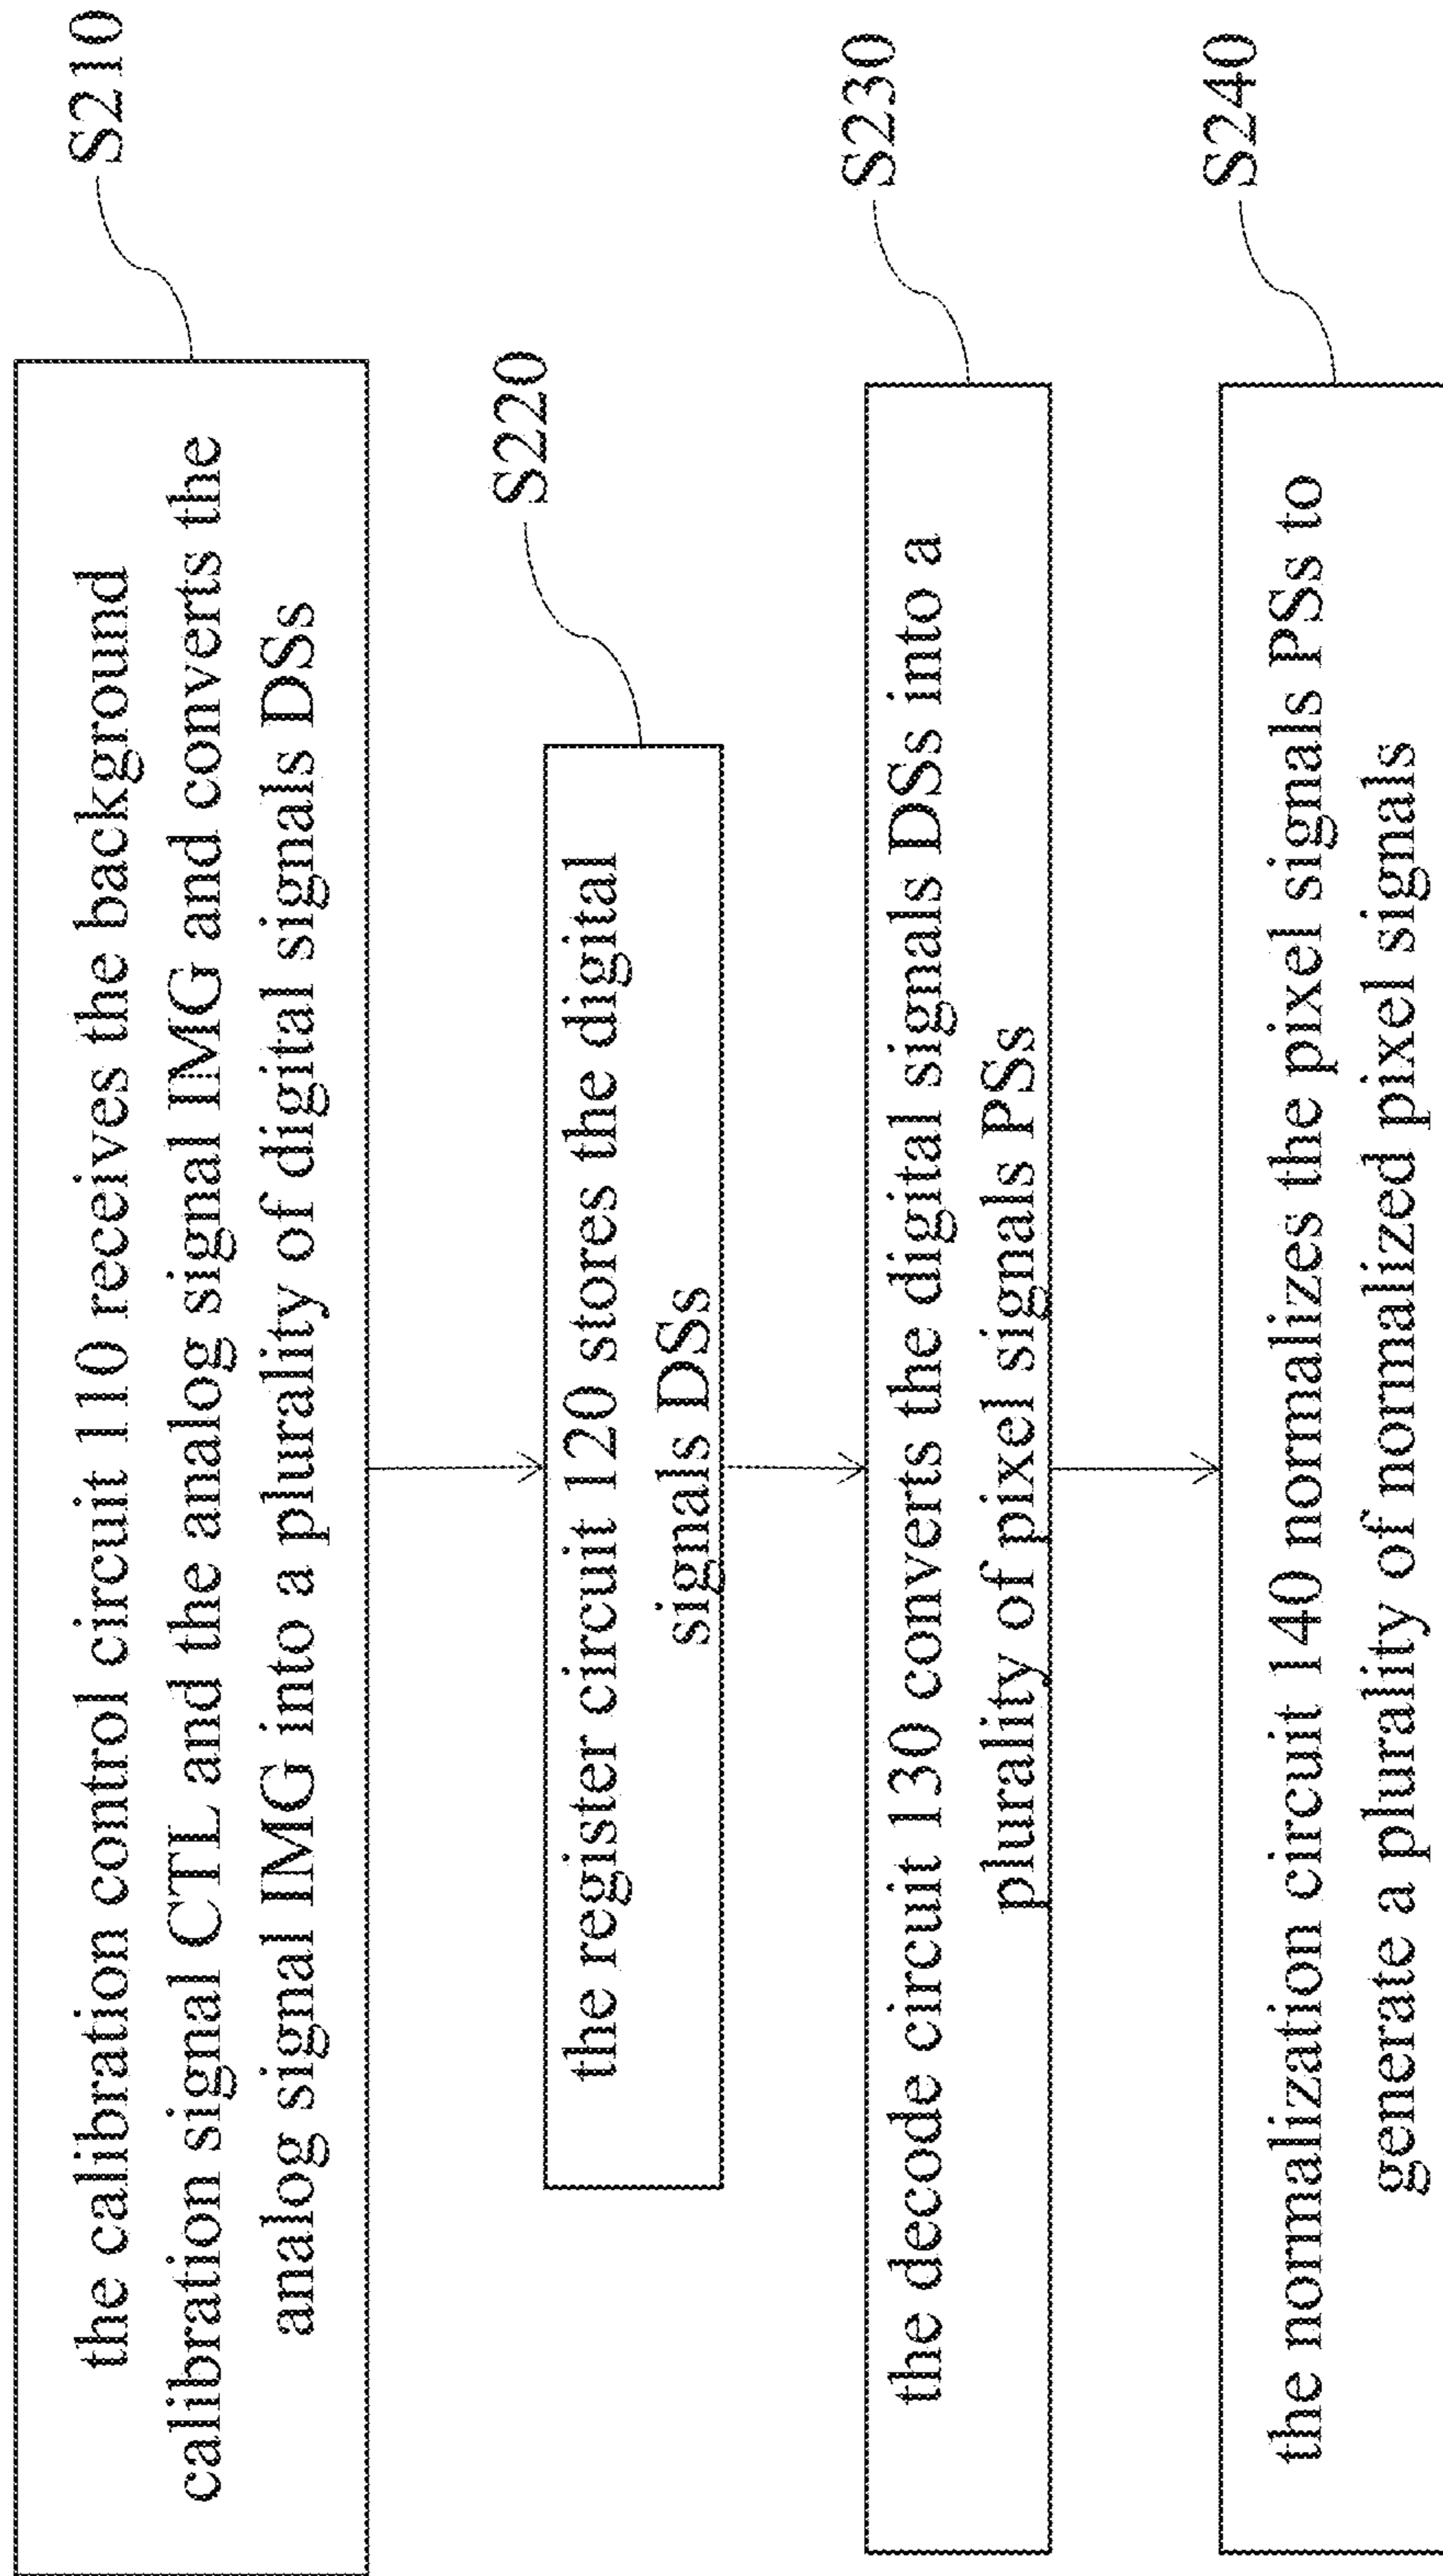 the calibration control circuit 110 receives the background
calibration signal CTL and the analog signal IMG and converts the
analog signal IMG into a plurality of digital signals DSs
S210
the register circuit 120 stores the digital
signals DSs
S220
the decode circuit 130 converts the digital signals DSs into a
plurality of pixel signals PSs
S230
the normalization circuit 140 normalizes the pixel signals PSs to
generate a plurality of normalized pixel signals
S240